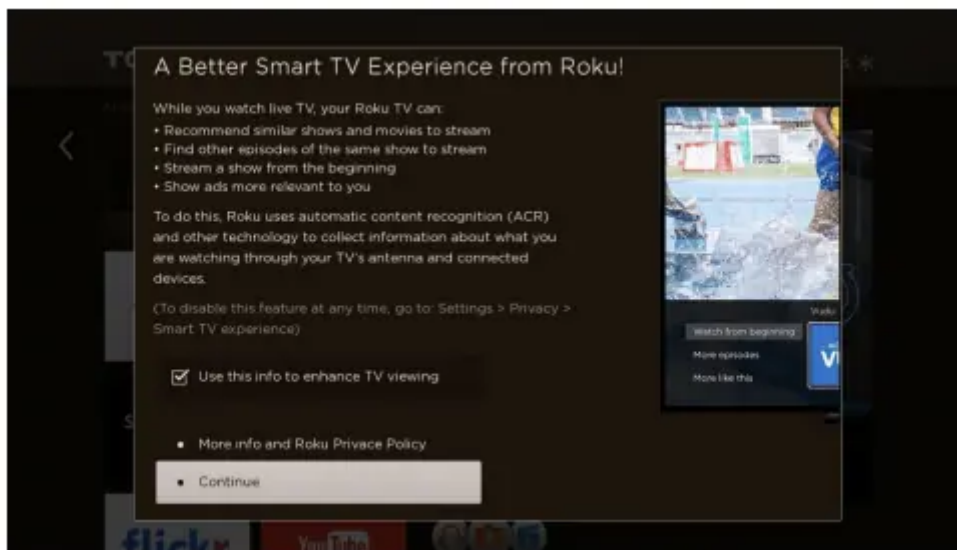 A Better Smart TV Experience from Roku!
While you watch live TV, your Roku TV can:
• Recommend similar shows and movies to stream
• Find other episodes of the same show to stream
• Stream a show from the beginning
• Show ads more relevant to you
To do this, Roku uses automatic content recognition (ACR)
and other technology to collect information about what you
are watching through your TV's antenna and connected
devices.
(To disable this feature at any time, go to: Settings > Privacy >
Smart TV experience)
Use this info to enhance TV viewing
• More info and Roku Privace Policy
• Continue
Vudu
Watch from beginning
More episodes
More like this
flickr
YouTube